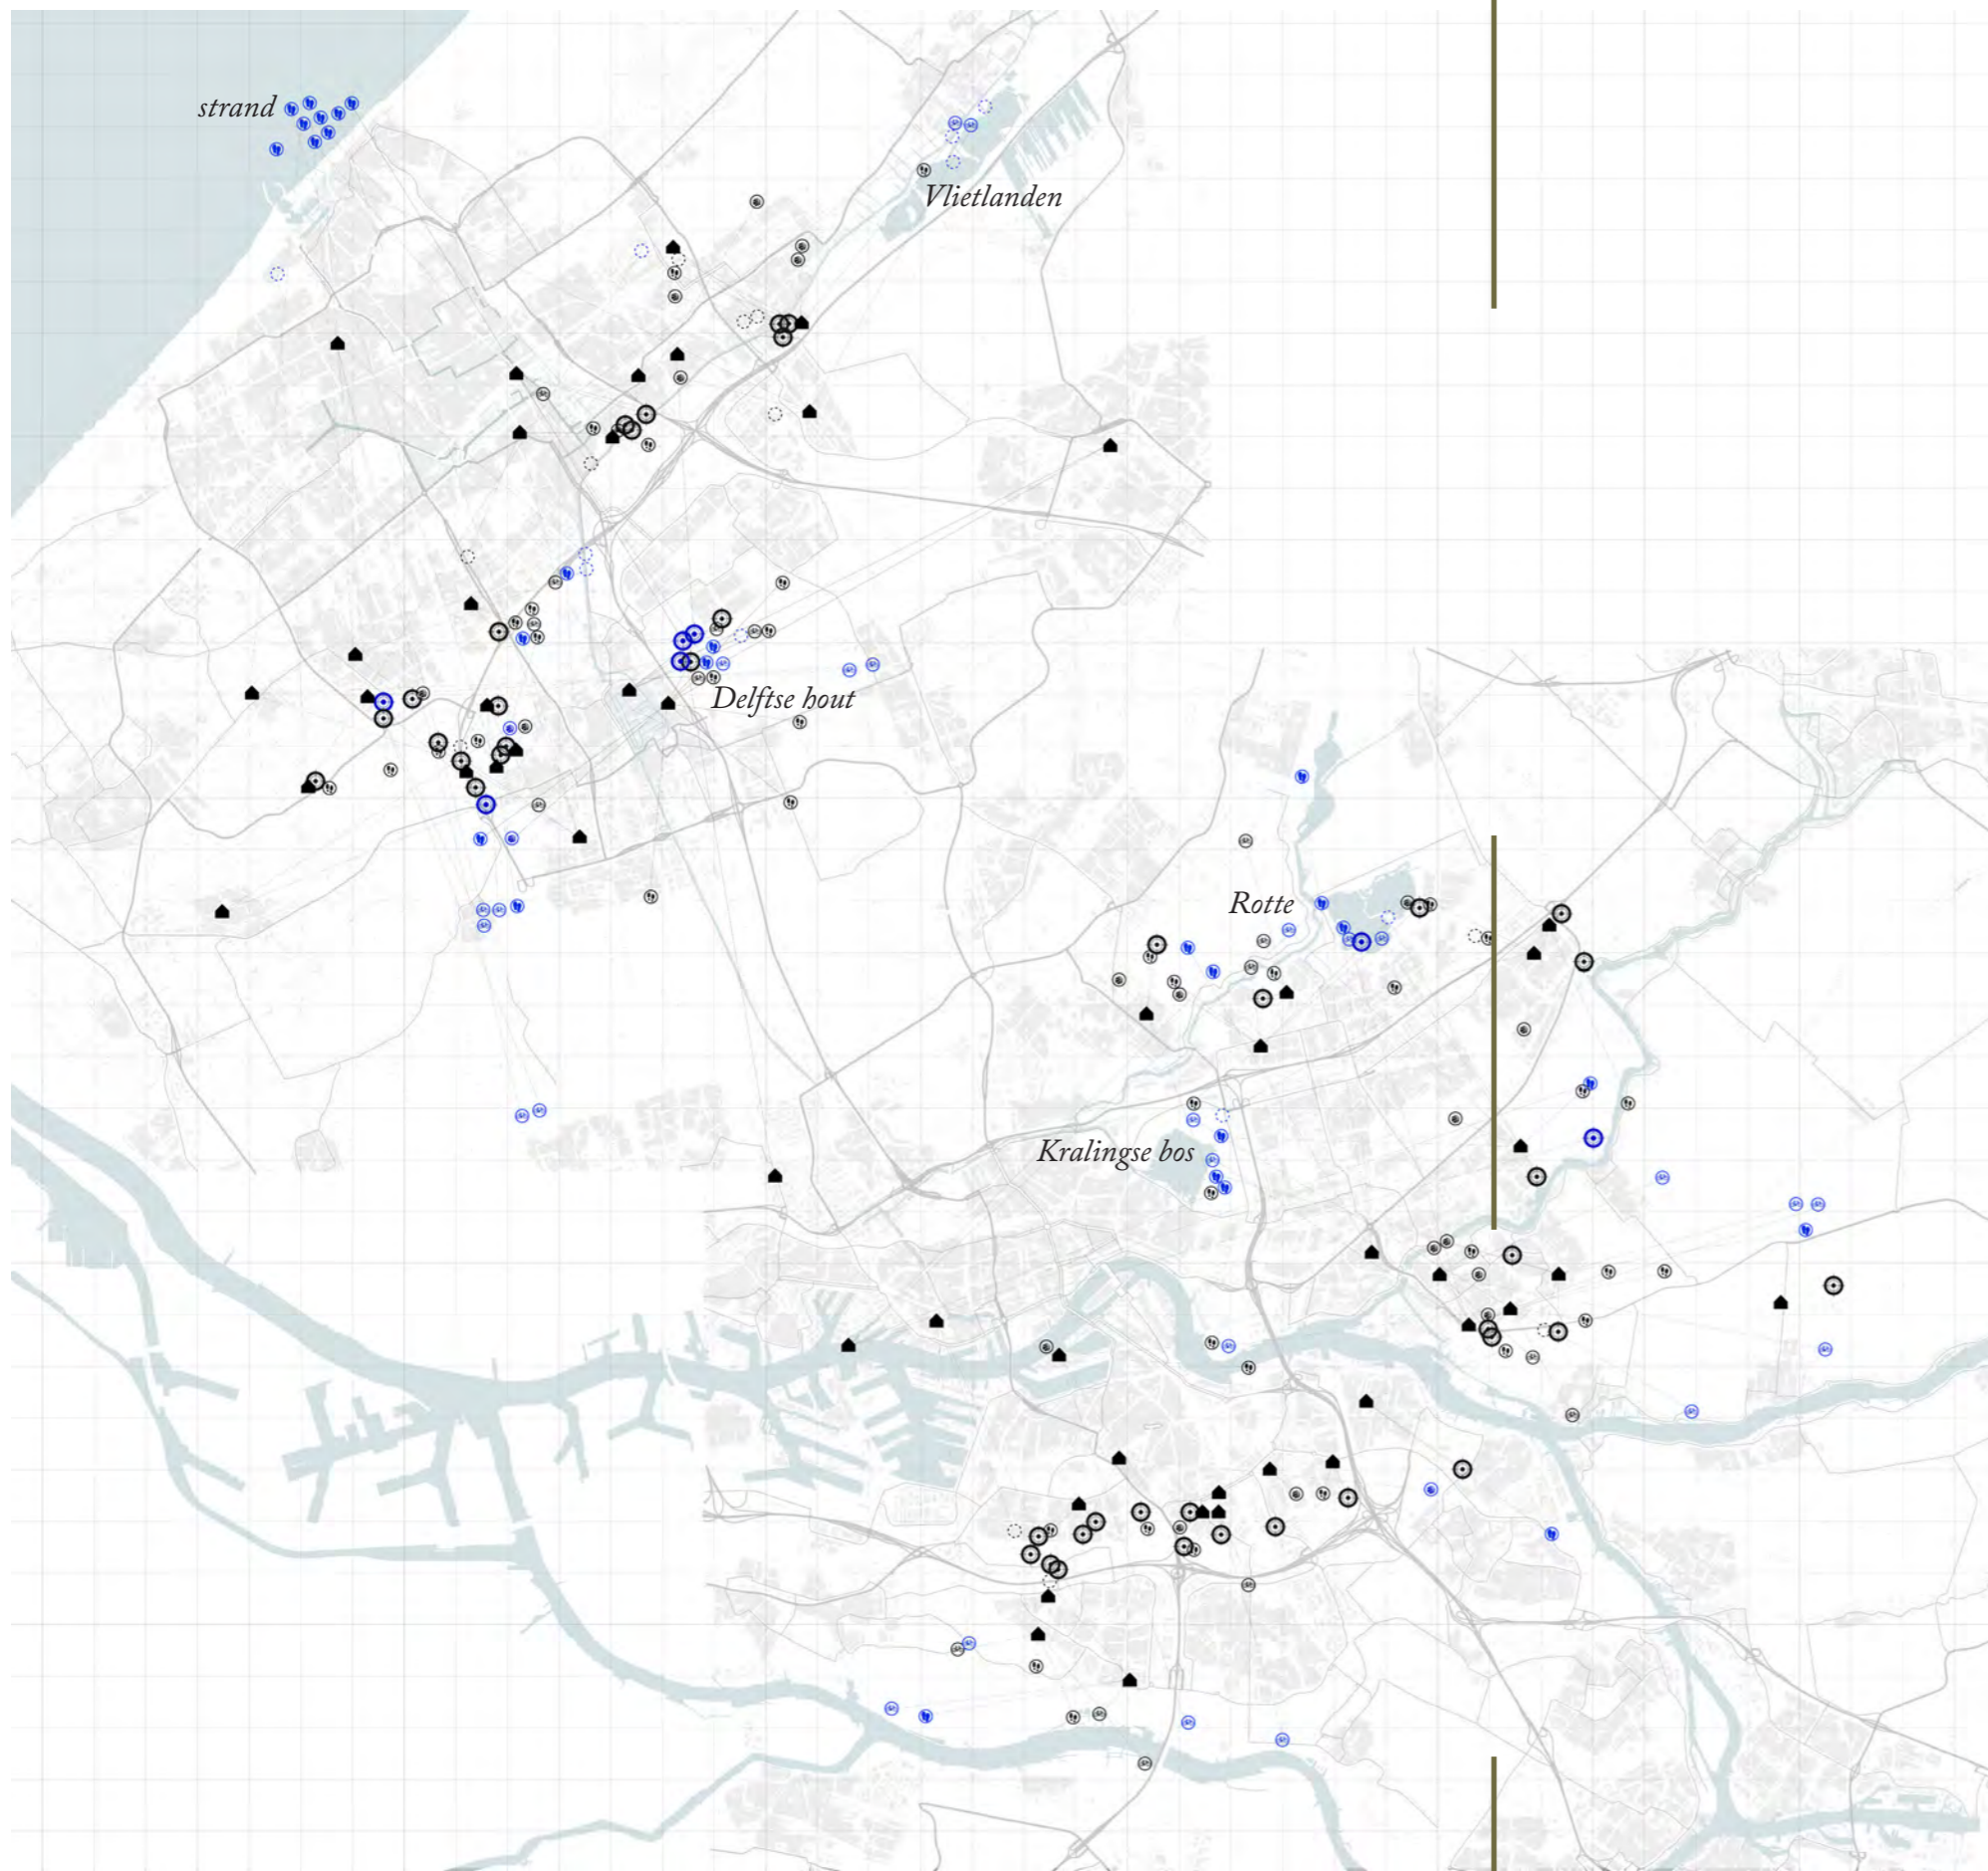 strand
Vlietlanden
Delftse hout
Rotte
Kralingse bos